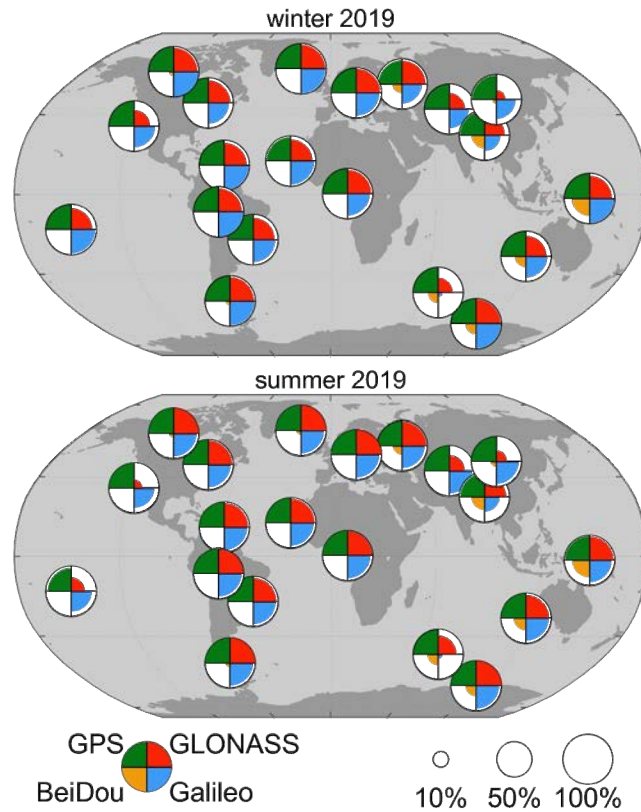 winter 2019
summer 2019
GPS GLONASS
BeiDou Galileo
10% 50% 100%